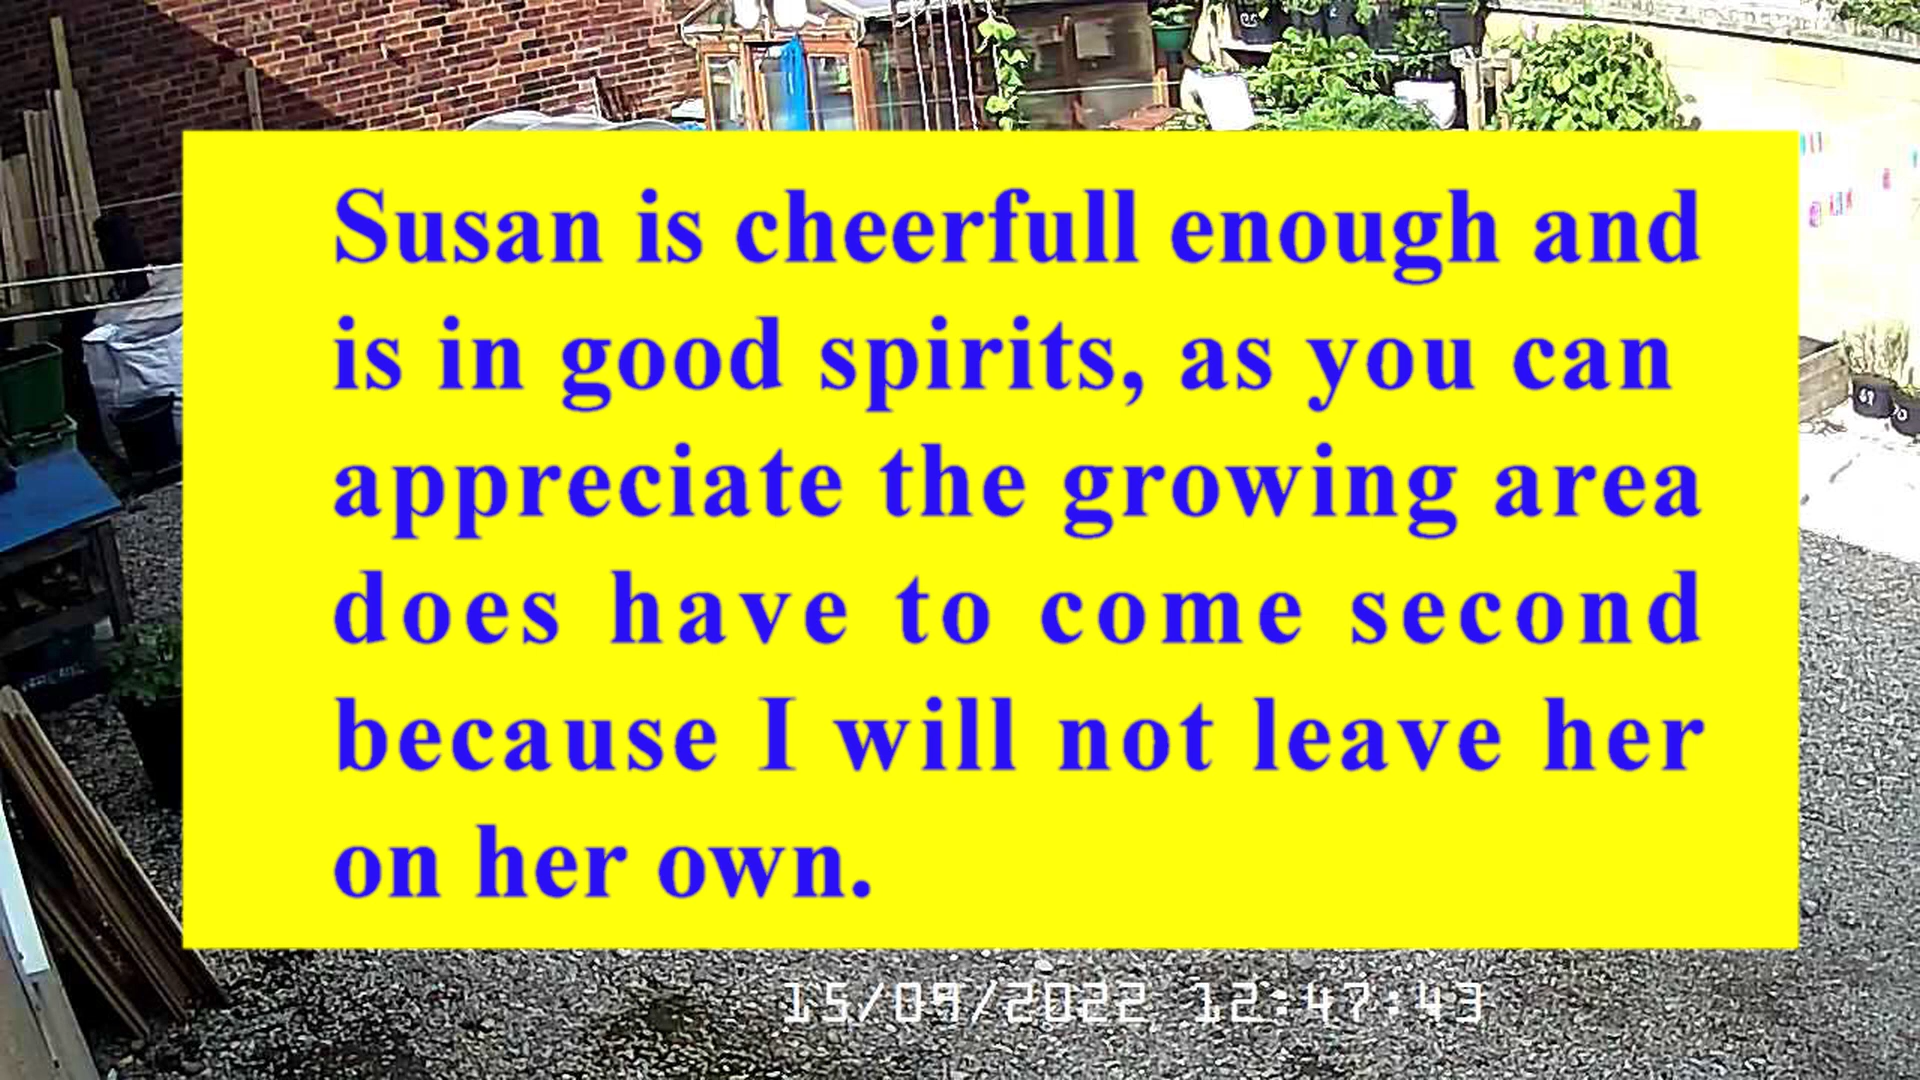 Susan is cheerfull enough and
is in good spirits, as you can
appreciate the growing area
does have to come second
because I will not leave her
on her own.
15/09/2022 12:47:43